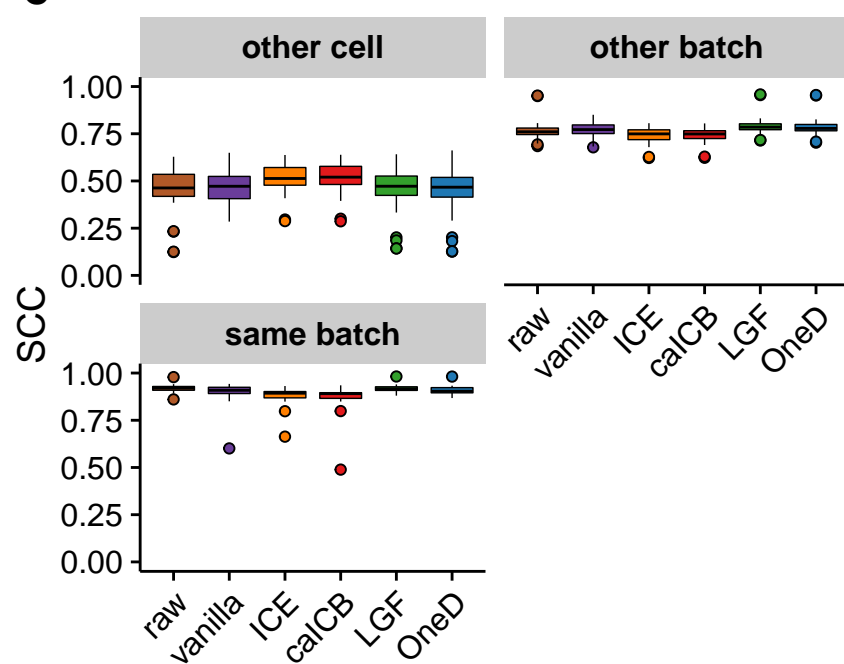 other cell
other batch
1.00
0.75
0.50
0.25
0.00
raw
vanilla
ICE
caICB
LGF
OneD
SCC
same batch
1.00
0.75
0.50
0.25
0.00
raw
vanilla
ICE
caICB
LGF
OneD